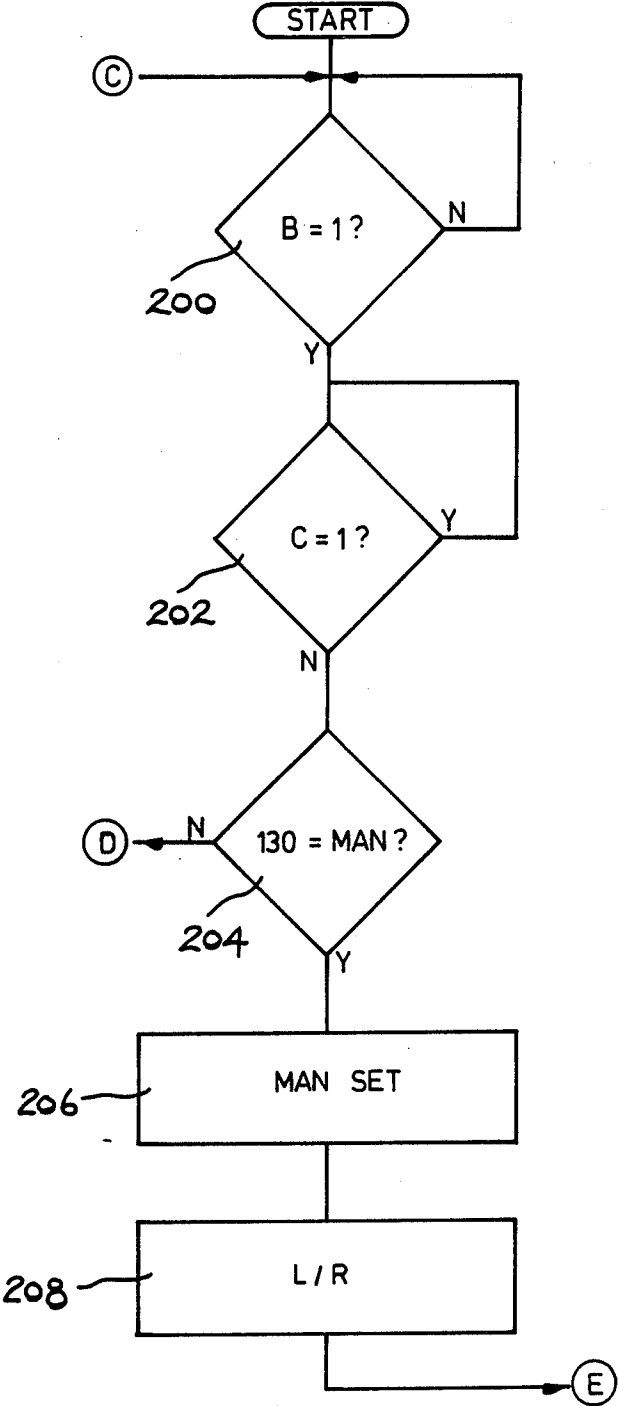 START
C
B = 1 ?
N
200
Y
C = 1 ?
Y
202
N
D
N
130 = MAN ?
204
Y
MAN SET
206
L / R
208
E